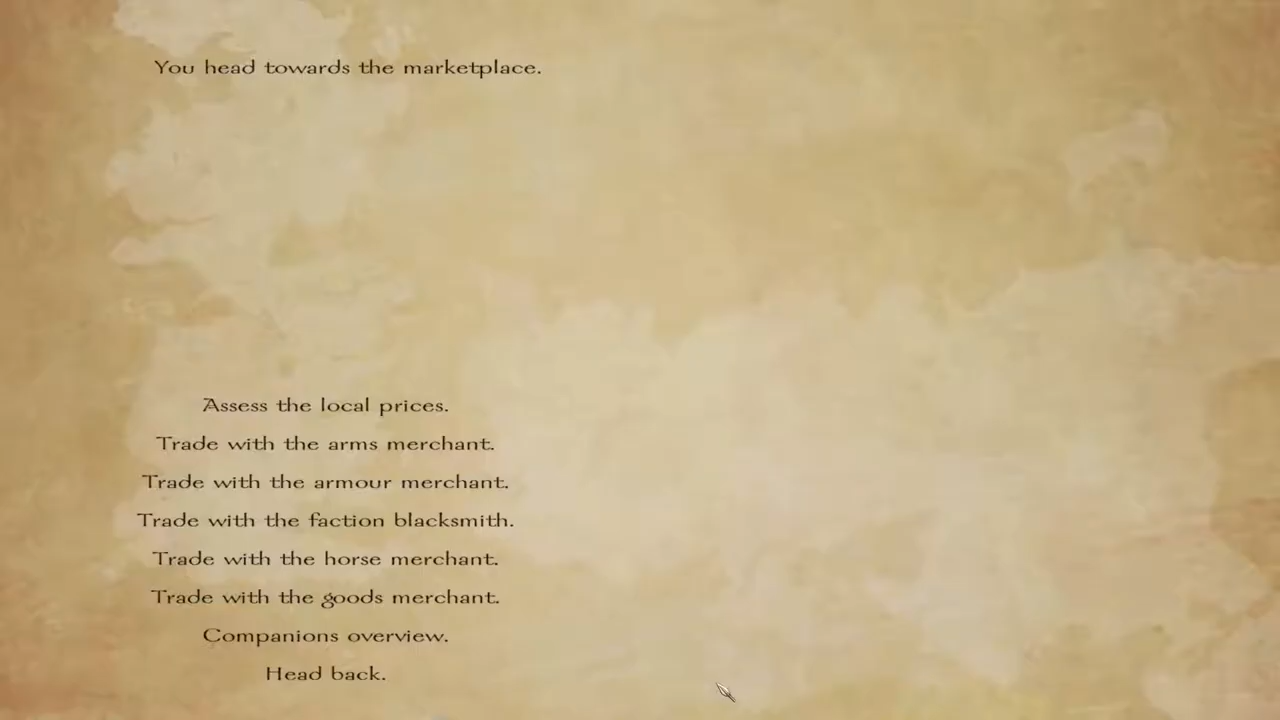 You head towards the marketplace.
Assess the local prices.
Trade with the arms merchant.
Trade with the armour merchant.
Trade with the faction blacksmith.
Trade with the horse merchant.
Trade with the goods merchant.
Companions overview.
Head back.